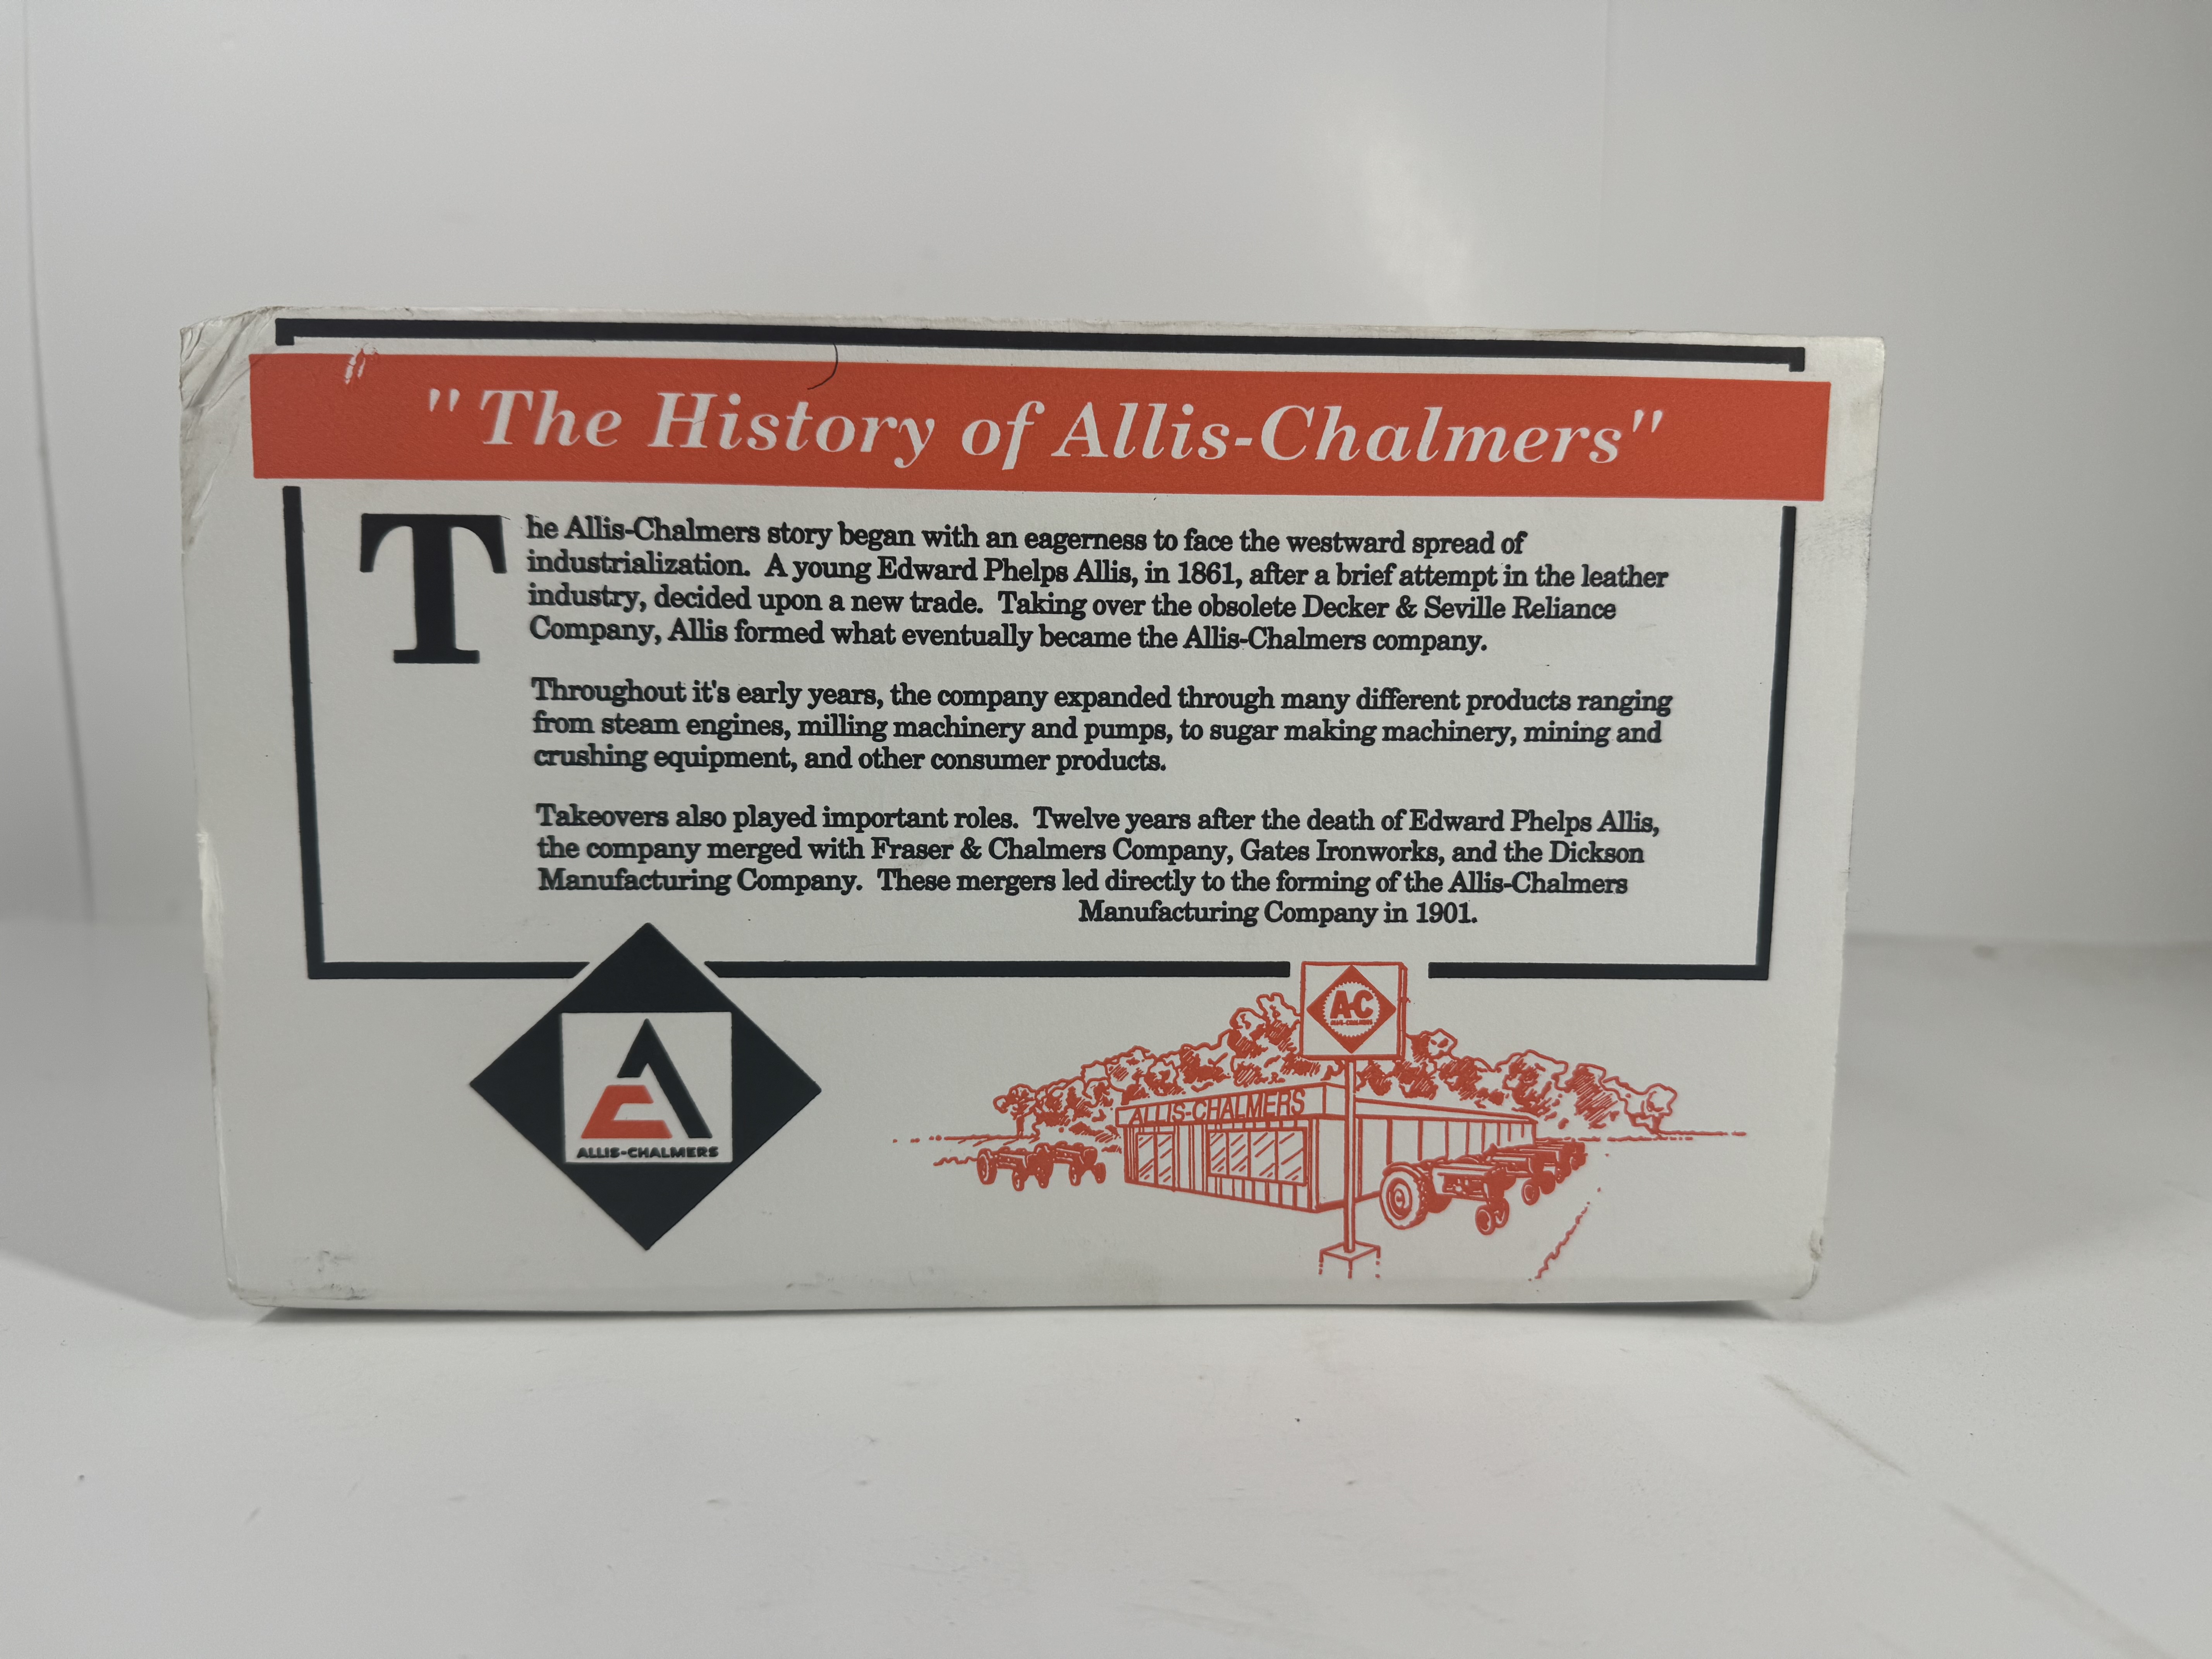 "The History of Allis-Chalmers"
The Allis-Chalmers story began with an eagerness to face the westward spread of
industrialization. A young Edward Phelps Allis, in 1861, after a brief attempt in the leather
industry, decided upon a new trade. Taking over the obsolete Decker & Seville Reliance
Company, Allis formed what eventually became the Allis-Chalmers company.
Throughout it's early years, the company expanded through many different products ranging
from steam engines, milling machinery and pumps, to sugar making machinery, mining and
crushing equipment, and other consumer products.
Takeovers also played important roles. Twelve years after the death of Edward Phelps Allis,
the company merged with Fraser & Chalmers Company, Gates Ironworks, and the Dickson
Manufacturing Company. These mergers led directly to the forming of the Allis-Chalmers
Manufacturing Company in 1901.
A-C
ALLIS-CHALMERS
ALLIS-CHALMERS
AC
ALLIS-CHALMERS